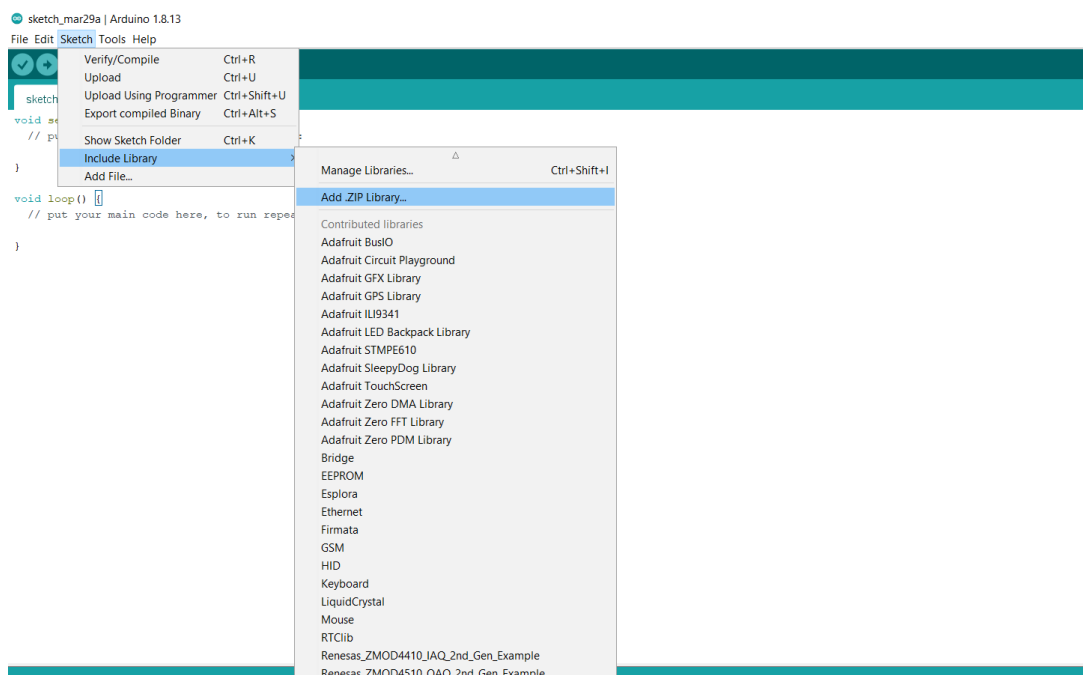 sketch_mar29a | Arduino 1.8.13
File Edit Sketch Tools Help
Verify/Compile Ctrl+R
Upload Ctrl+U
Upload Using Programmer Ctrl+Shift+U
Export compiled Binary Ctrl+Alt+S
Show Sketch Folder Ctrl+K
Include Library
Add File...
sketch
void se
// pu
}
void loop() {
// put your main code here, to run repea
}
Manage Libraries... Ctrl+Shift+I
Add .ZIP Library...
Contributed libraries
Adafruit BusIO
Adafruit Circuit Playground
Adafruit GFX Library
Adafruit GPS Library
Adafruit ILI9341
Adafruit LED Backpack Library
Adafruit STMPE610
Adafruit SleepyDog Library
Adafruit TouchScreen
Adafruit Zero DMA Library
Adafruit Zero FFT Library
Adafruit Zero PDM Library
Bridge
EEPROM
Esplora
Ethernet
Firmata
GSM
HID
Keyboard
LiquidCrystal
Mouse
RTClib
Renesas_ZMOD4410_IAQ_2nd_Gen_Example
Renesas_ZMOD4510_OAQ_2nd_Gen_Example